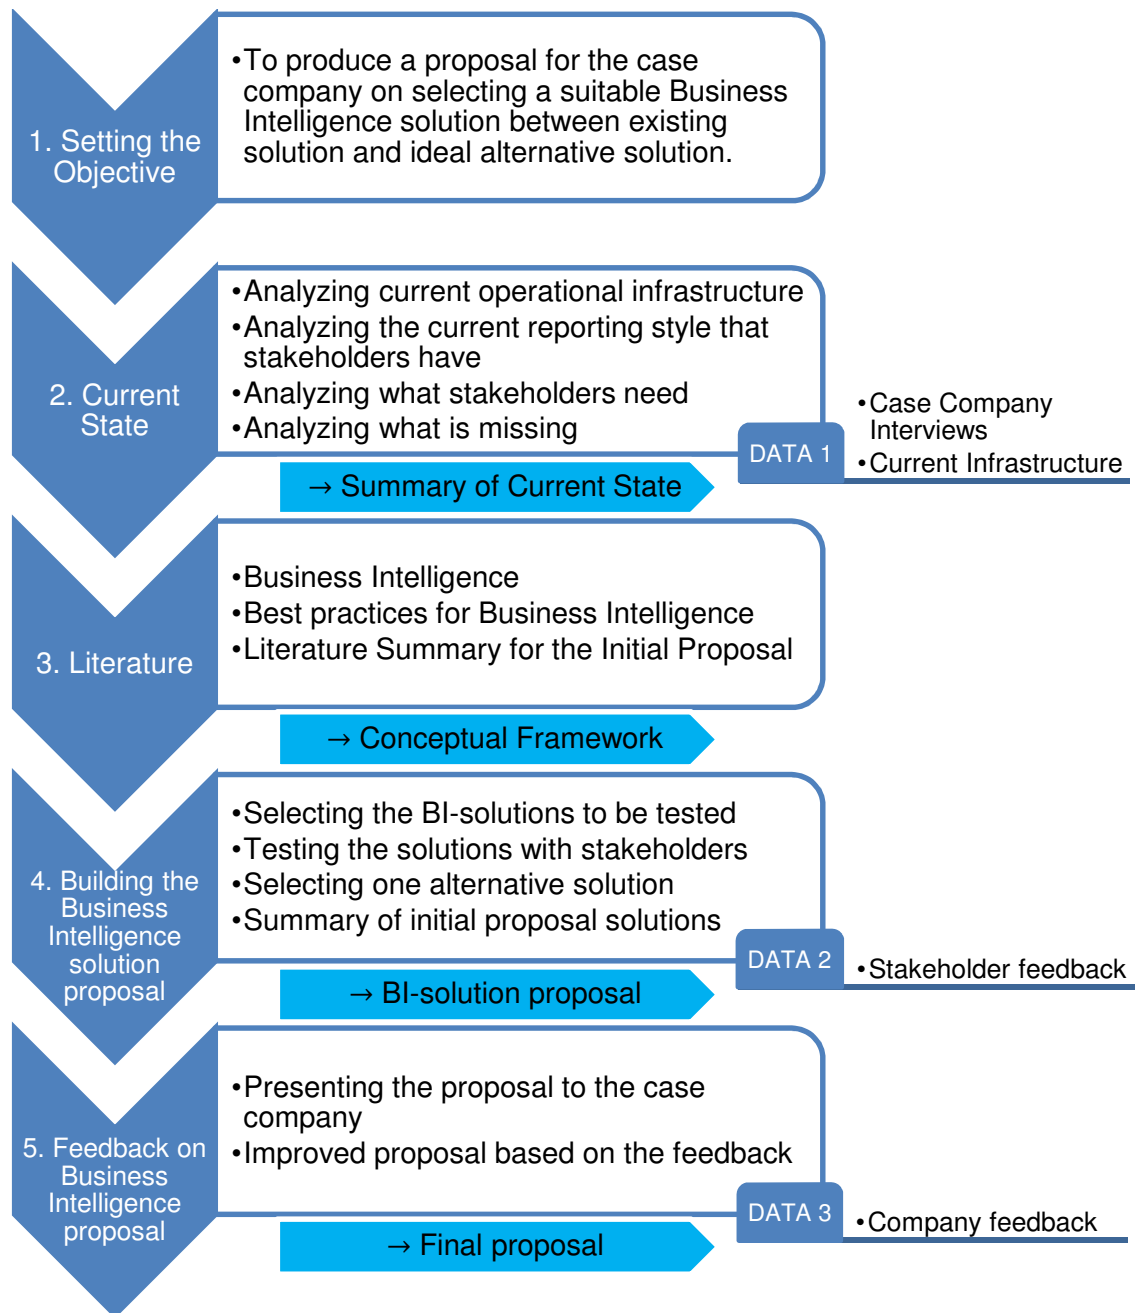 1. Setting the
Objective
•To produce a proposal for the case
company on selecting a suitable Business
Intelligence solution between existing
solution and ideal alternative solution.
2. Current
State
•Analyzing current operational infrastructure
•Analyzing the current reporting style that
stakeholders have
•Analyzing what stakeholders need
•Analyzing what is missing
DATA 1
•Case Company
Interviews
•Current Infrastructure
→ Summary of Current State
3. Literature
•Business Intelligence
•Best practices for Business Intelligence
•Literature Summary for the Initial Proposal
→ Conceptual Framework
4. Building the
Business
Intelligence
solution
proposal
•Selecting the BI-solutions to be tested
•Testing the solutions with stakeholders
•Selecting one alternative solution
•Summary of initial proposal solutions
DATA 2
•Stakeholder feedback
→ BI-solution proposal
5. Feedback on
Business
Intelligence
proposal
•Presenting the proposal to the case
company
•Improved proposal based on the feedback
DATA 3
•Company feedback
→ Final proposal